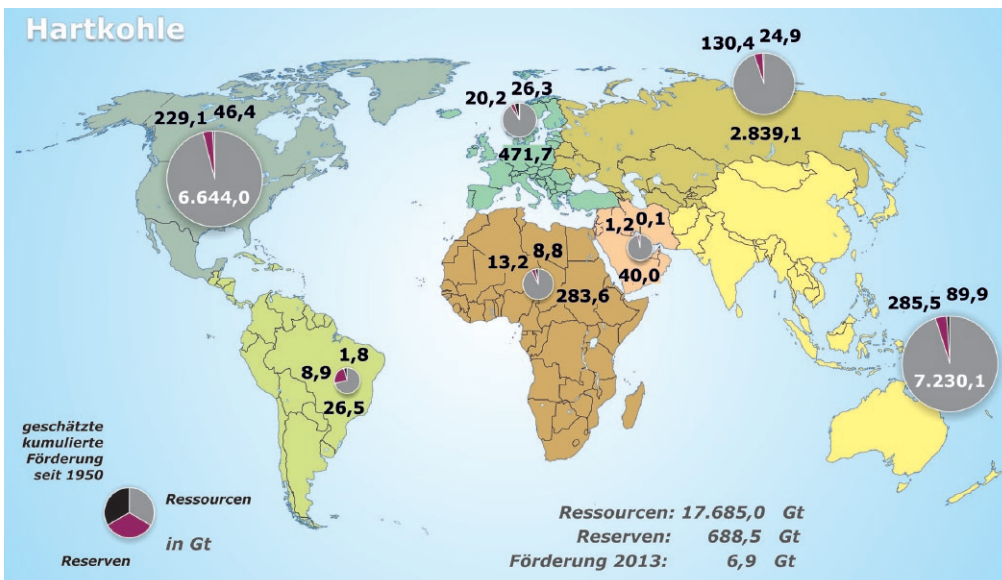 Hartkohle
130,4 24,9
2.839,1
229,1 46,4
6.644,0
20,2 26,3
471,7
1,2 0,1
40,0
13,2 8,8
283,6
285,5 89,9
7.230,1
8,9 1,8
26,5
geschätzte
kumulierte
Förderung
seit 1950
Ressourcen
in Gt
Reserven
Ressourcen: 17.685,0 Gt
Reserven: 688,5 Gt
Förderung 2013: 6,9 Gt